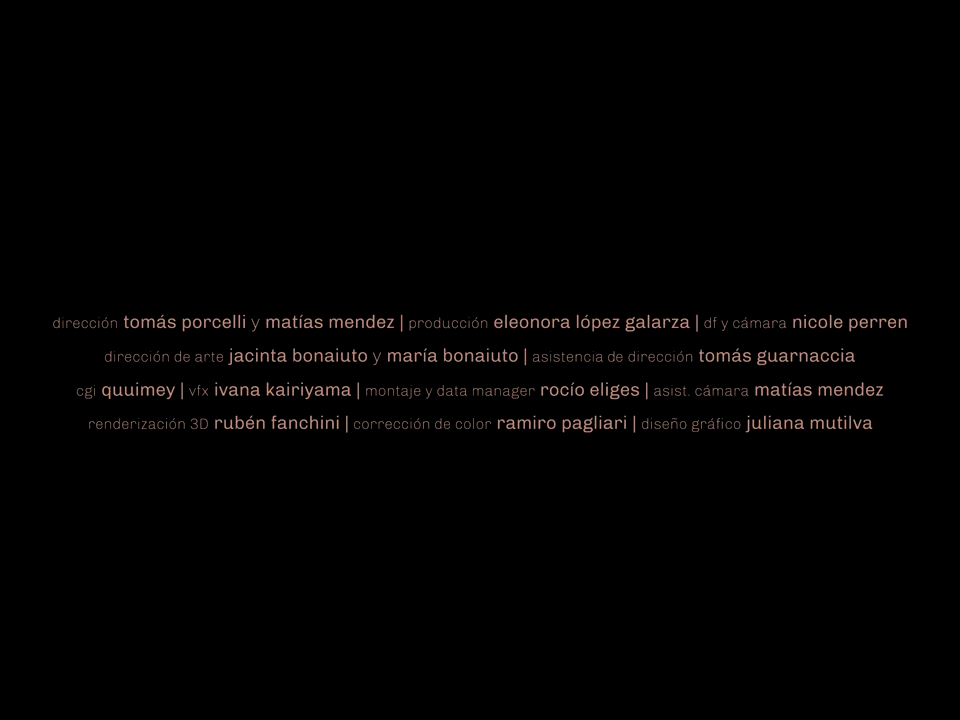 dirección tomás porcelli y matías mendez | producción eleonora lópez galarza | df y cámara nicole perren
dirección de arte jacinta bonaiuto y maría bonaiuto | asistencia de dirección tomás guarnaccia
cgi quuimey | vfx ivana kairiyama | montaje y data manager rocío eliges | asist. cámara matías mendez
renderización 3D rubén fanchini | corrección de color ramiro pagliari | diseño gráfico juliana mutilva